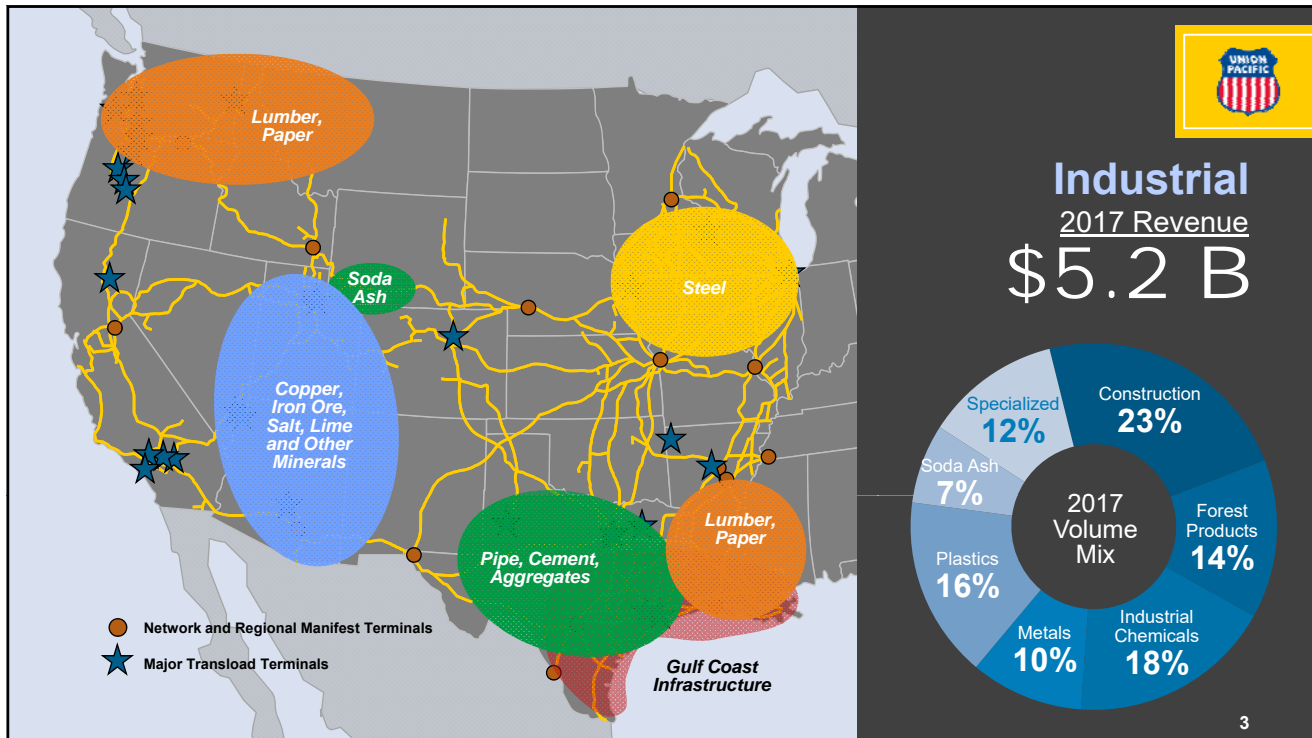 Lumber,
Paper
Soda
Ash
Steel
Copper,
Iron Ore,
Salt, Lime
and Other
Minerals
Pipe, Cement,
Aggregates
Lumber,
Paper
Gulf Coast
Infrastructure
Network and Regional Manifest Terminals
Major Transload Terminals
UNION
PACIFIC
Industrial
2017 Revenue
$5.2 B
Construction
23%
Forest
Products
14%
Industrial
Chemicals
18%
Metals
10%
Plastics
16%
Soda Ash
7%
Specialized
12%
2017
Volume
Mix
3